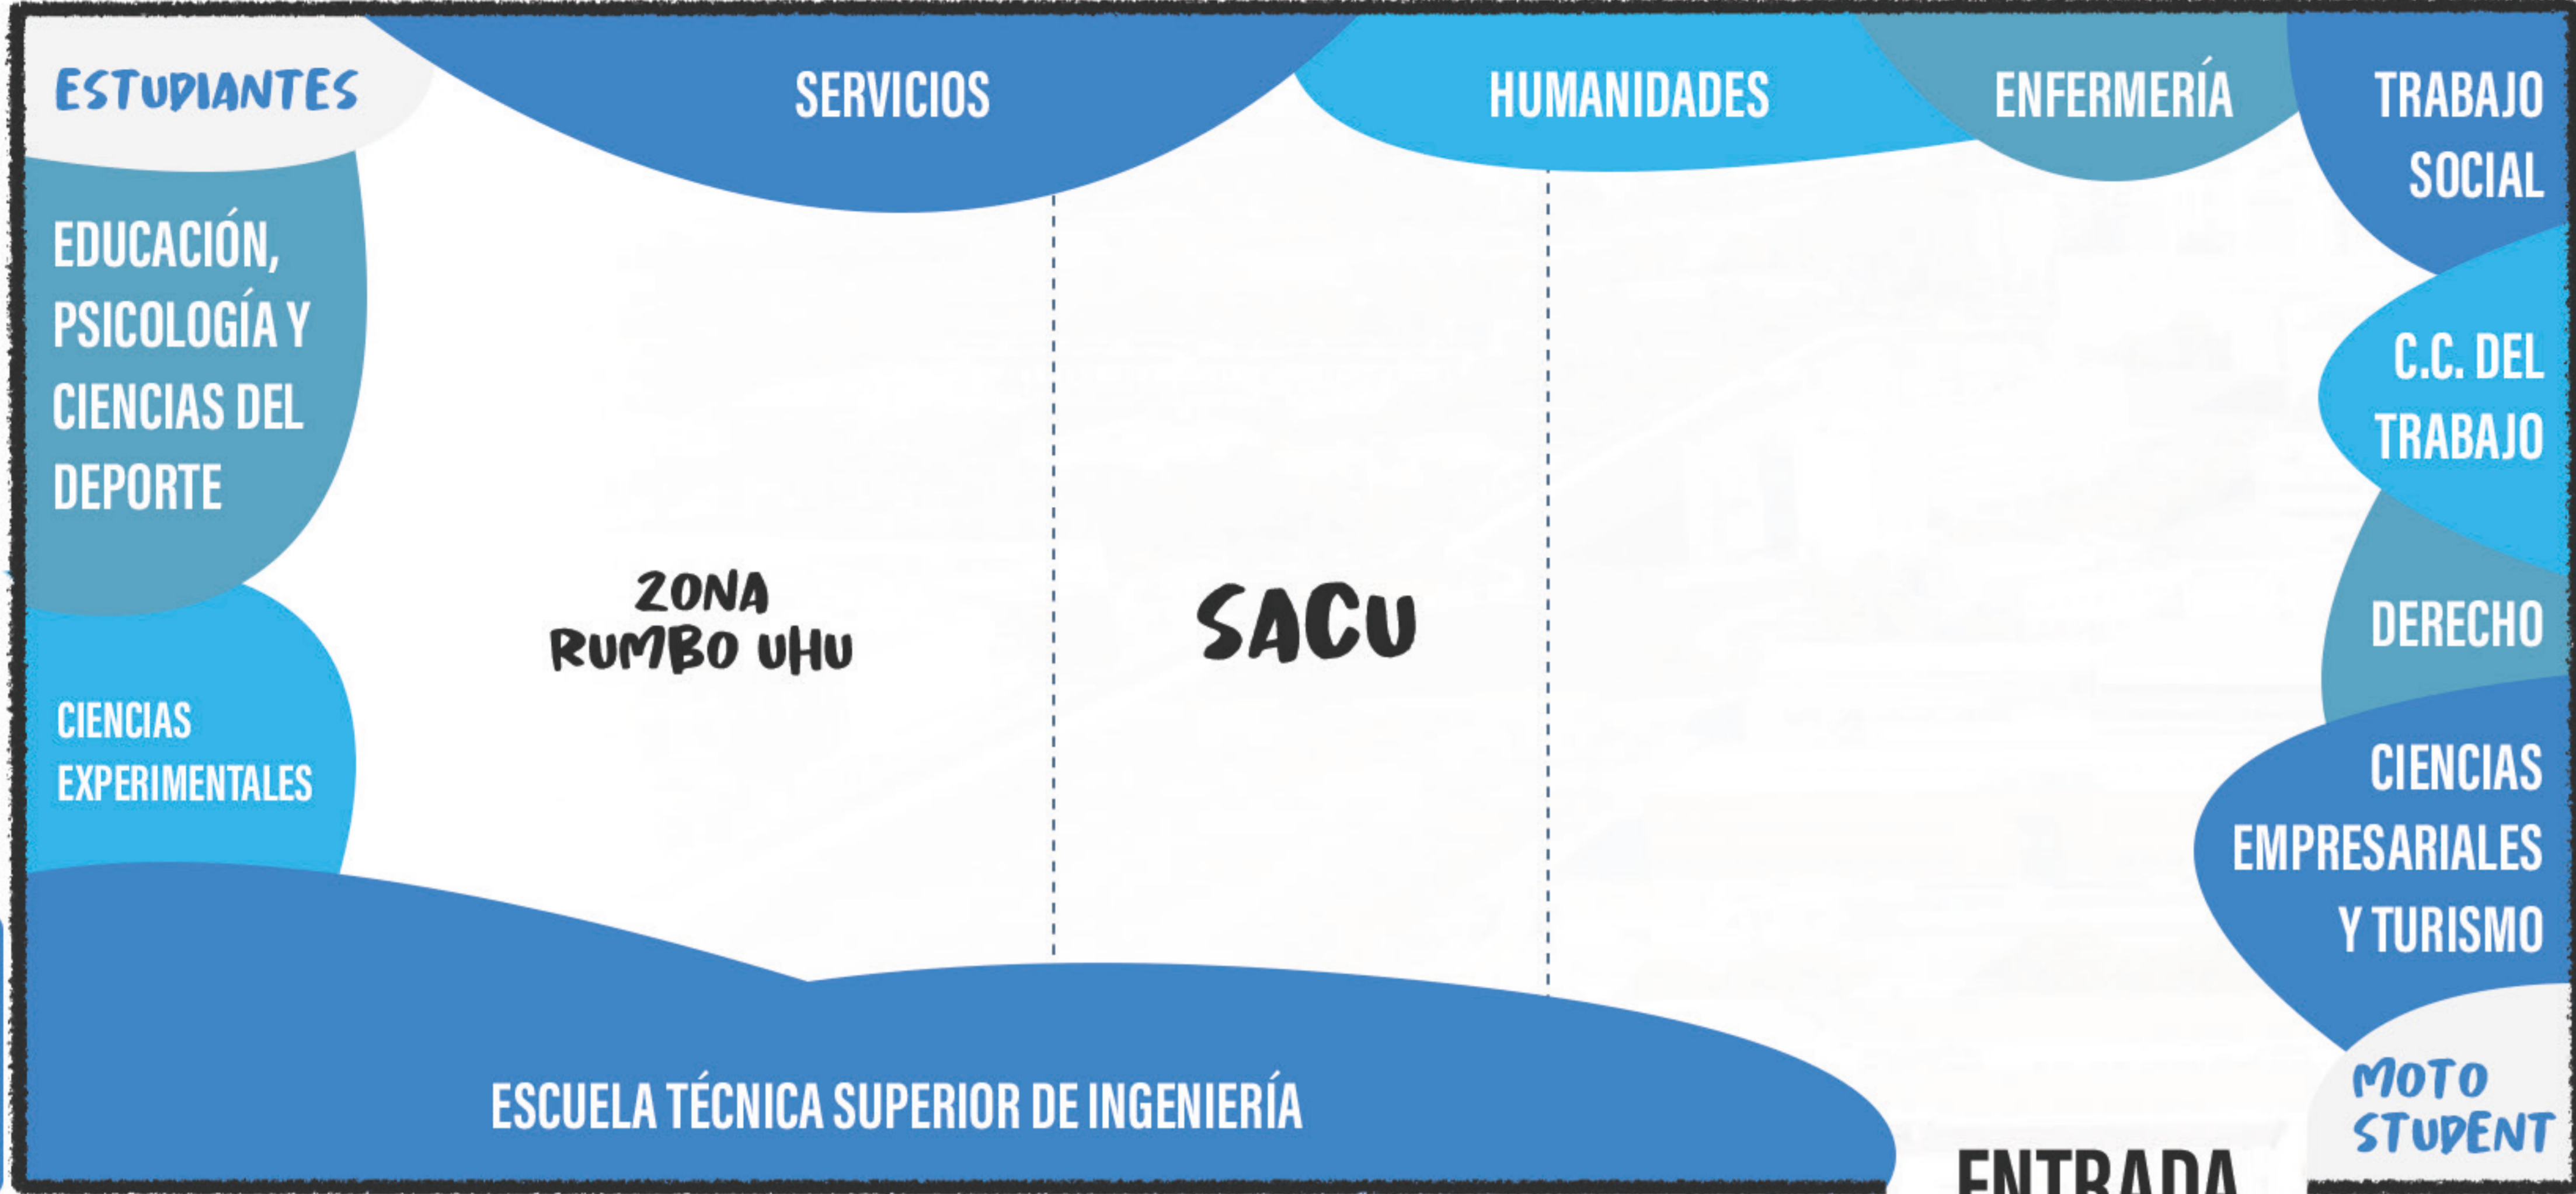 ESTUDIANTES
SERVICIOS
HUMANIDADES
ENFERMERÍA
TRABAJO
SOCIAL
EDUCACIÓN,
PSICOLOGÍA Y
CIENCIAS DEL
DEPORTE
C.C. DEL
TRABAJO
ZONA
RUMBO UHU
SACU
DERECHO
CIENCIAS
EXPERIMENTALES
CIENCIAS
EMPRESARIALES
Y TURISMO
ESCUELA TÉCNICA SUPERIOR DE INGENIERÍA
MOTO
STUDENT
ENTRADA